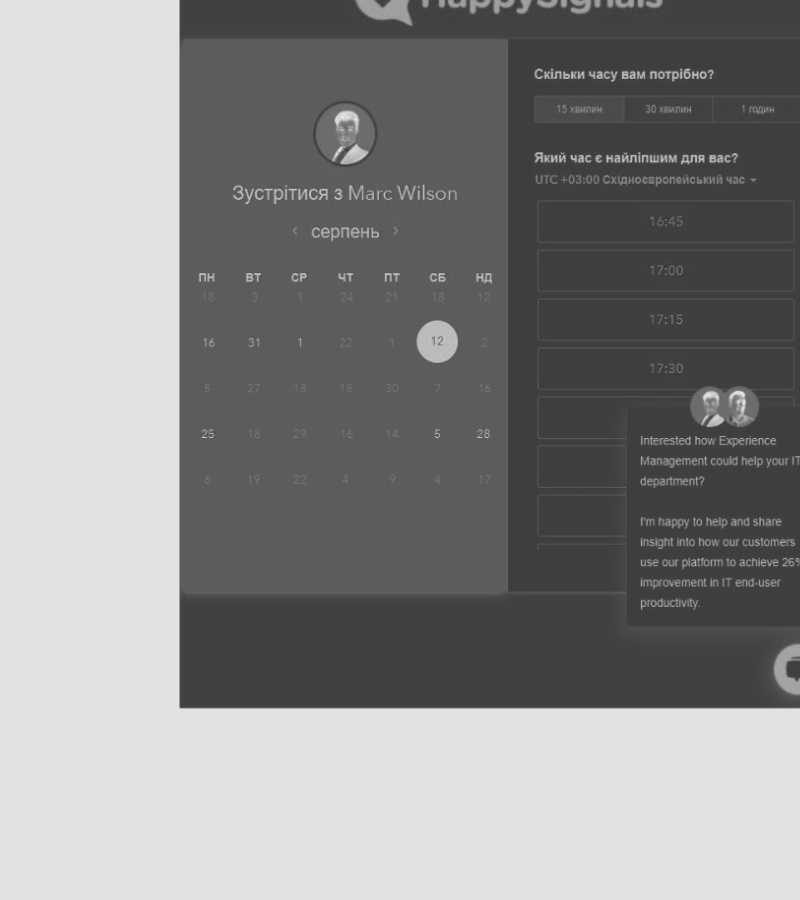 HappySignals
Зустрітися з Marc Wilson
серпень
ПН ВТ СР ЧТ ПТ СБ НД
18 3 1 24 21 18 12
16 31 1 22 1 12 2
5 27 18 18 30 7 16
25 18 29 16 14 5 28
6 19 22 4 9 4 17
Скільки часу вам потрібно?
15 хвилин 30 хвилин 1 годин
Який час є найліпшим для вас?
UTC +03:00 Східноєвропейський час
16:45
17:00
17:15
17:30
Interested how Experience
Management could help your IT
department?
I'm happy to help and share
insight into how our customers
use our platform to achieve 26%
improvement in IT end-user
productivity.